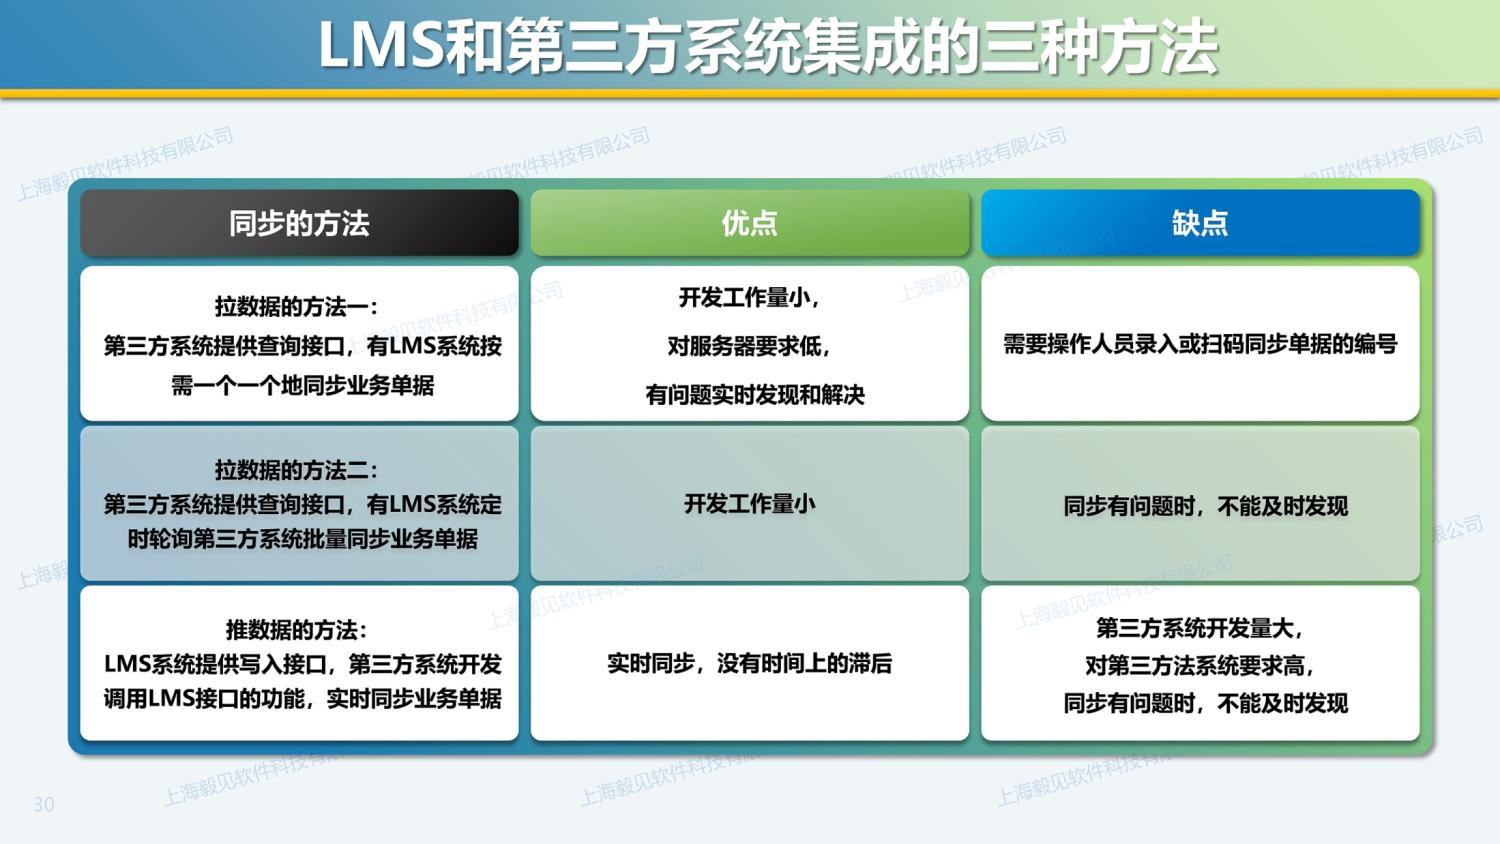 LMS和第三方系统集成的三种方法
同步的方法
优点
缺点
拉数据的方法一：
第三方系统提供查询接口，有LMS系统按
需一个一个地同步业务单据
开发工作量小，
对服务器要求低，
有问题实时发现和解决
需要操作人员录入或扫码同步单据的编号
拉数据的方法二：
第三方系统提供查询接口，有LMS系统定
时轮询第三方系统批量同步业务单据
开发工作量小
同步有问题时，不能及时发现
推数据的方法：
LMS系统提供写入接口，第三方系统开发
调用LMS接口的功能，实时同步业务单据
实时同步，没有时间上的滞后
第三方系统开发量大，
对第三方法系统要求高，
同步有问题时，不能及时发现
上海毅见软件科技有限公司
30